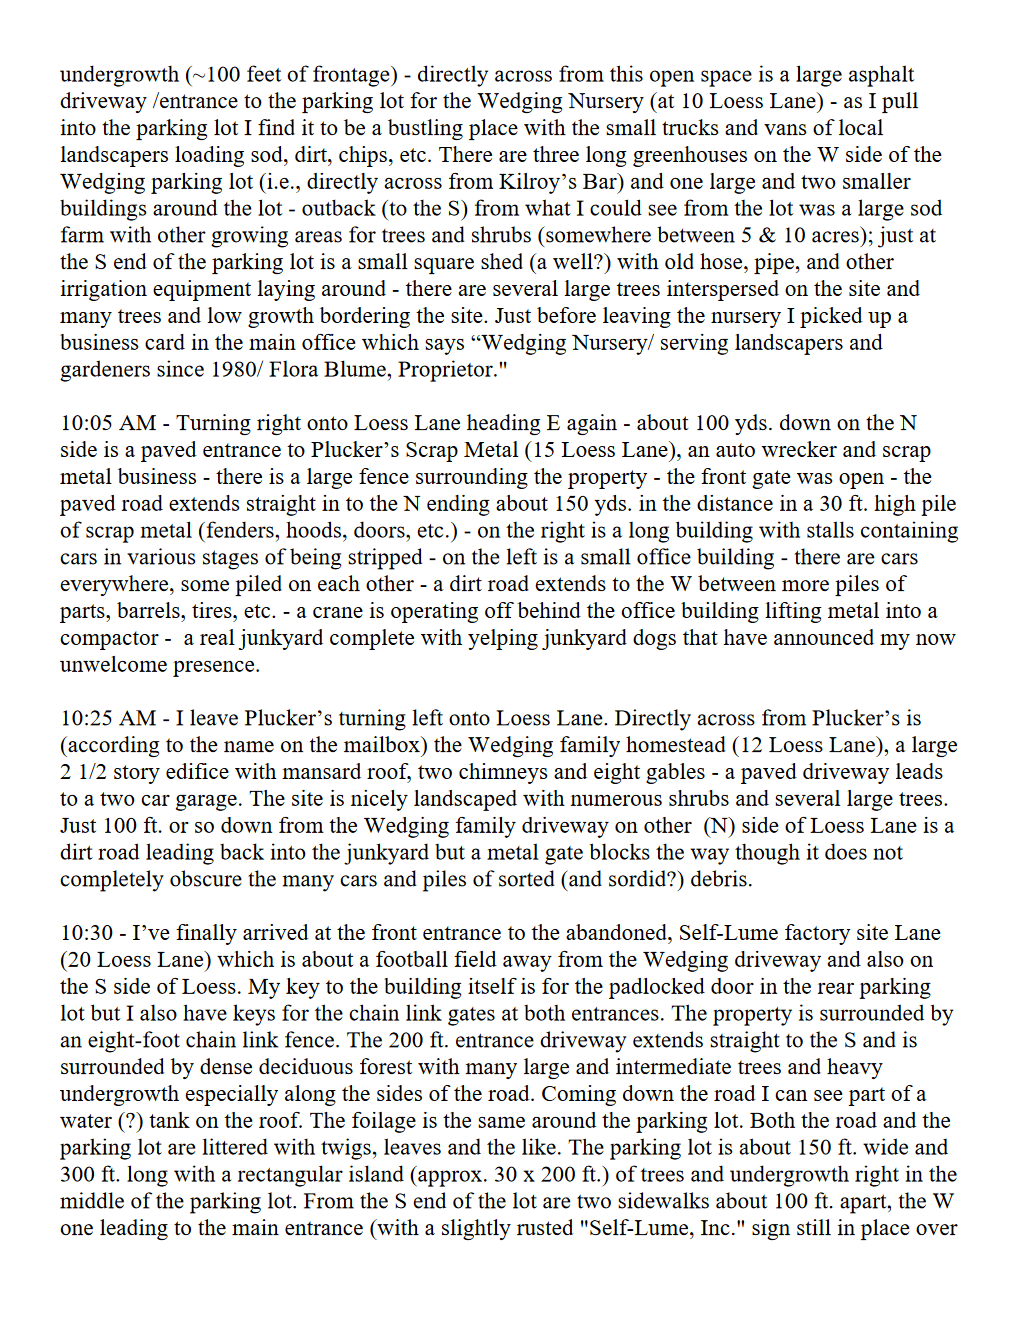 undergrowth (~100 feet of frontage) - directly across from this open space is a large asphalt
driveway /entrance to the parking lot for the Wedging Nursery (at 10 Loess Lane) - as I pull
into the parking lot I find it to be a bustling place with the small trucks and vans of local
landscapers loading sod, dirt, chips, etc. There are three long greenhouses on the W side of the
Wedging parking lot (i.e., directly across from Kilroy’s Bar) and one large and two smaller
buildings around the lot - outback (to the S) from what I could see from the lot was a large sod
farm with other growing areas for trees and shrubs (somewhere between 5 & 10 acres); just at
the S end of the parking lot is a small square shed (a well?) with old hose, pipe, and other
irrigation equipment laying around - there are several large trees interspersed on the site and
many trees and low growth bordering the site. Just before leaving the nursery I picked up a
business card in the main office which says “Wedging Nursery/ serving landscapers and
gardeners since 1980/ Flora Blume, Proprietor."

10:05 AM - Turning right onto Loess Lane heading E again - about 100 yds. down on the N
side is a paved entrance to Plucker’s Scrap Metal (15 Loess Lane), an auto wrecker and scrap
metal business - there is a large fence surrounding the property - the front gate was open - the
paved road extends straight in to the N ending about 150 yds. in the distance in a 30 ft. high pile
of scrap metal (fenders, hoods, doors, etc.) - on the right is a long building with stalls containing
cars in various stages of being stripped - on the left is a small office building - there are cars
everywhere, some piled on each other - a dirt road extends to the W between more piles of
parts, barrels, tires, etc. - a crane is operating off behind the office building lifting metal into a
compactor -  a real junkyard complete with yelping junkyard dogs that have announced my now
unwelcome presence.

10:25 AM - I leave Plucker’s turning left onto Loess Lane. Directly across from Plucker’s is
(according to the name on the mailbox) the Wedging family homestead (12 Loess Lane), a large
2 1/2 story edifice with mansard roof, two chimneys and eight gables - a paved driveway leads
to a two car garage. The site is nicely landscaped with numerous shrubs and several large trees.
Just 100 ft. or so down from the Wedging family driveway on other  (N) side of Loess Lane is a
dirt road leading back into the junkyard but a metal gate blocks the way though it does not
completely obscure the many cars and piles of sorted (and sordid?) debris.

10:30 - I’ve finally arrived at the front entrance to the abandoned, Self-Lume factory site Lane
(20 Loess Lane) which is about a football field away from the Wedging driveway and also on
the S side of Loess. My key to the building itself is for the padlocked door in the rear parking
lot but I also have keys for the chain link gates at both entrances. The property is surrounded by
an eight-foot chain link fence. The 200 ft. entrance driveway extends straight to the S and is
surrounded by dense deciduous forest with many large and intermediate trees and heavy
undergrowth especially along the sides of the road. Coming down the road I can see part of a
water (?) tank on the roof. The foilage is the same around the parking lot. Both the road and the
parking lot are littered with twigs, leaves and the like. The parking lot is about 150 ft. wide and
300 ft. long with a rectangular island (approx. 30 x 200 ft.) of trees and undergrowth right in the
middle of the parking lot. From the S end of the lot are two sidewalks about 100 ft. apart, the W
one leading to the main entrance (with a slightly rusted "Self-Lume, Inc." sign still in place over